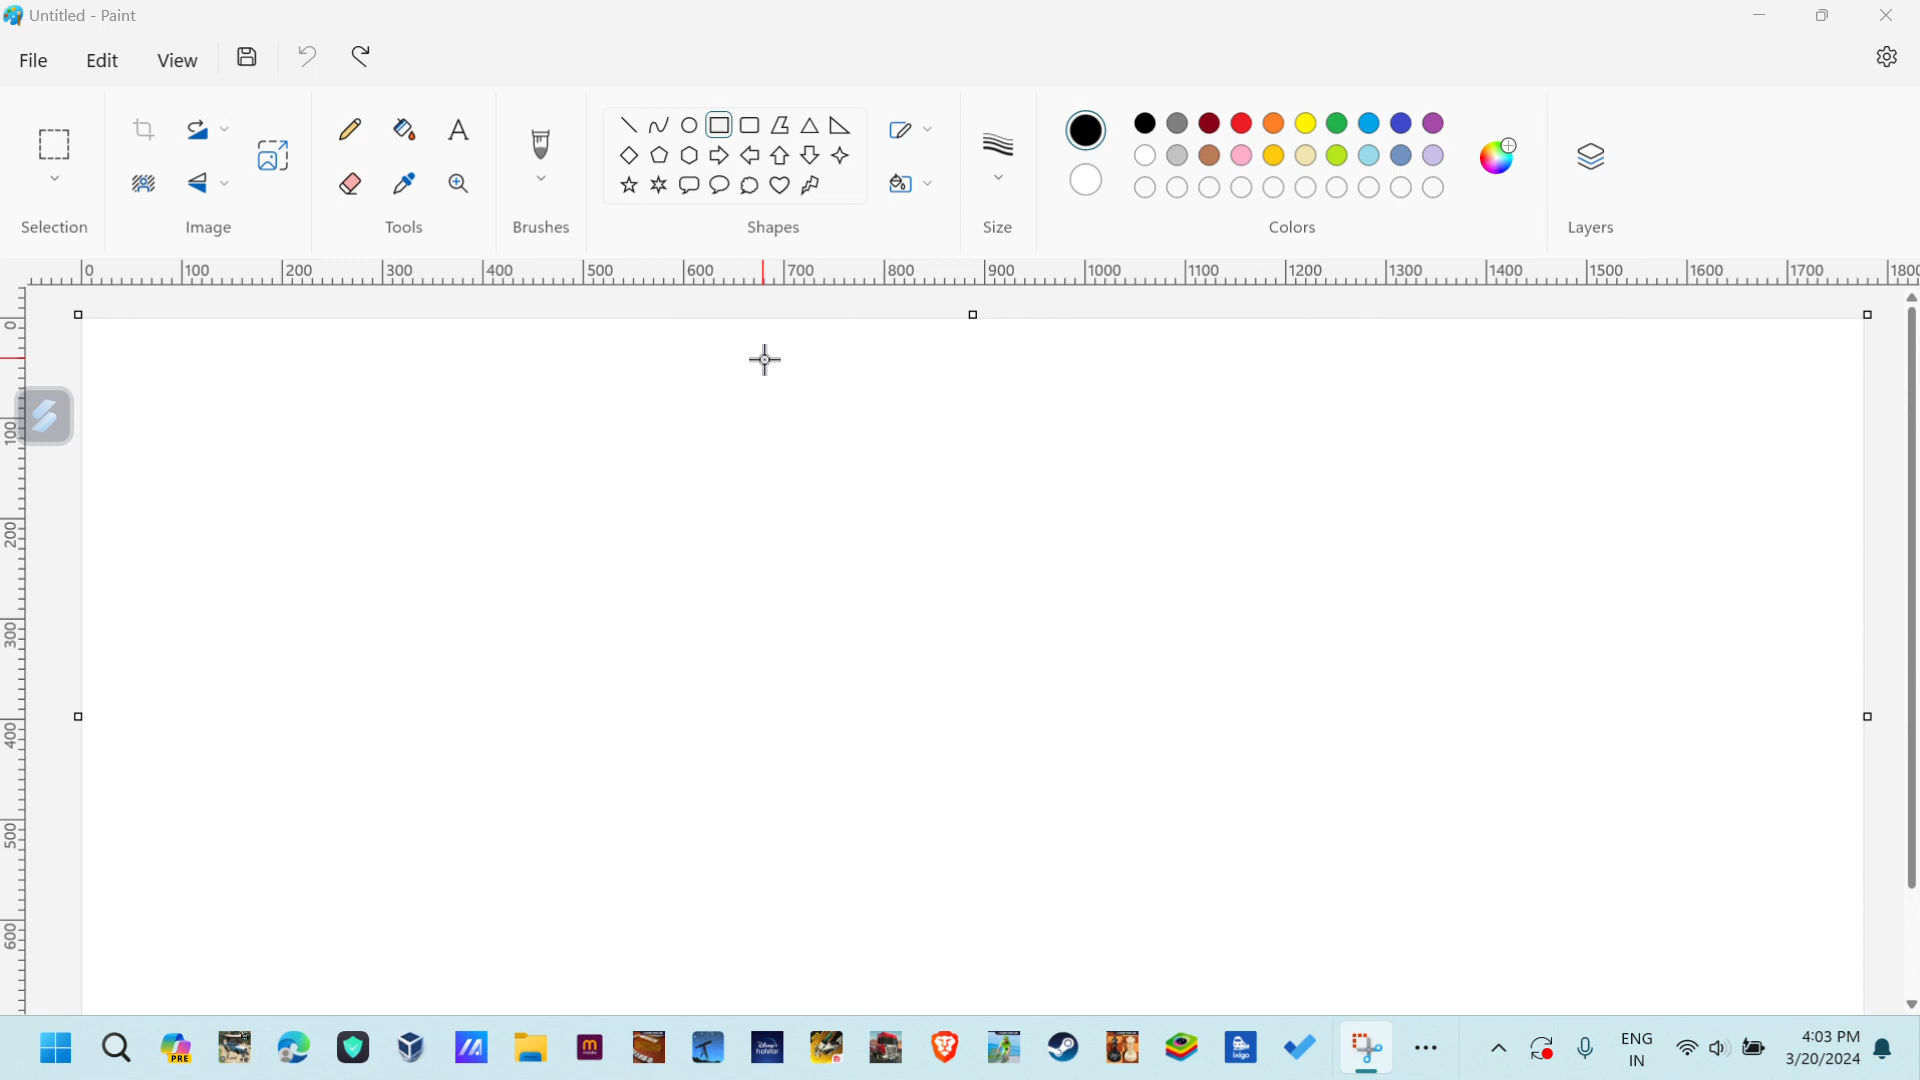 Untitled - Paint
File Edit View
Selection Image Tools Brushes Shapes Size Colors Layers
0 100 200 300 400 500 600 700 800 900 1000 1100 1200 1300 1400 1500 1600 1700 1800
0
100
200
300
400
500
600
PRE
ENG
IN
4:03 PM
3/20/2024